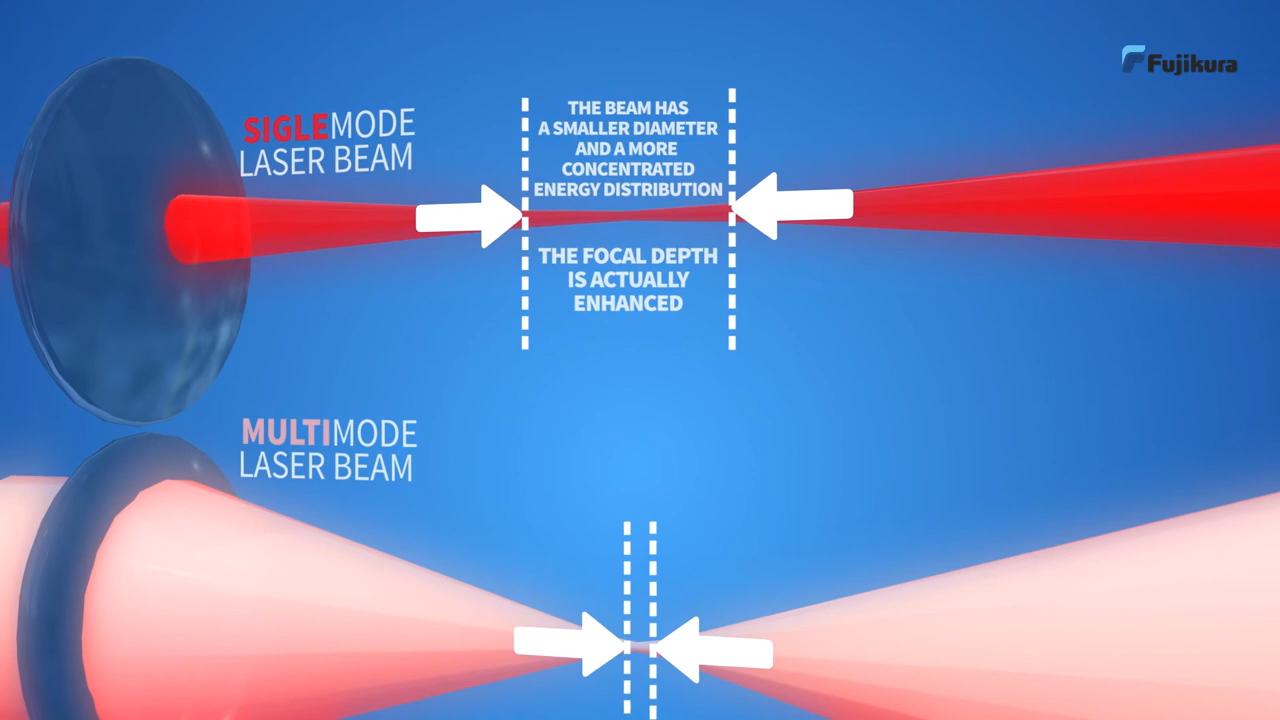 Fujikura
SIGLEMODE
LASER BEAM
THE BEAM HAS
A SMALLER DIAMETER
AND A MORE
CONCENTRATED
ENERGY DISTRIBUTION
THE FOCAL DEPTH
IS ACTUALLY
ENHANCED
MULTIMODE
LASER BEAM